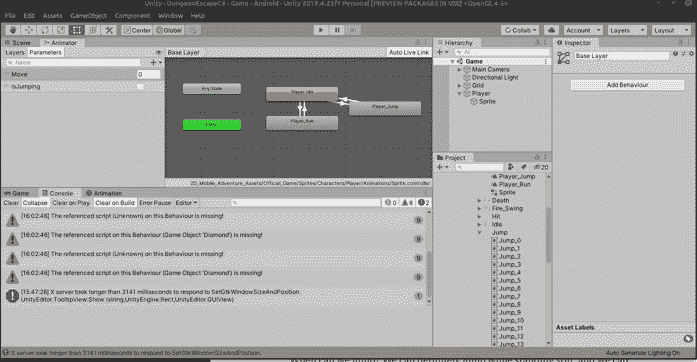 Unity - DungeonEscapeC# - Game - Android - Unity 2019.4.22f1 Personal [PREVIEW PACKAGES IN USE] <OpenGL 4.5>
File Edit Assets GameObject Component Window Help
Center Global Collab Account Layers Layout
Scene Animator
Layers Parameters Base Layer Auto Live Link
Name
Move 0
isJumping
Any State
Player_Idle
Player_Jump
Player_Run
2D_Mobile_Adventure_Assets/Official_Game/Sprites/Characters/Player/Animations/Sprite.controller
Hierarchy
All
Game
Main Camera
Directional Light
Grid
Player
Sprite
Inspector
Base Layer
Add Behaviour
Project
20
Player_Jump
Player_Run
Sprite
Death
Fire_Swing
Hit
Idle
Jump
Jump_0
Jump_1
Jump_2
Jump_3
Jump_4
Jump_5
Jump_6
Jump_7
Jump_8
Jump_9
Jump_10
Jump_11
Jump_12
Jump_13
Asset Labels
Game Console Animation
Clear Collapse Clear on Play Clear on Build Error Pause Editor 0 8 2
[16:02:46] The referenced script (Unknown) on this Behaviour is missing!
[16:02:46] The referenced script on this Behaviour (Game Object 'Diamond') is missing!
[16:02:46] The referenced script (Unknown) on this Behaviour is missing!
[16:02:46] The referenced script on this Behaviour (Game Object 'Diamond') is missing!
[15:47:28] X server took longer than 3141 milliseconds to respond to SetGtkWindowSizeAndPosition.
UnityEditor.TooltipView:Show (string,UnityEngine.Rect,UnityEditor.GUIView)
1
X server took longer than 3141 milliseconds to respond to SetGtkWindowSizeAndPosition.
Auto Generate Lighting On